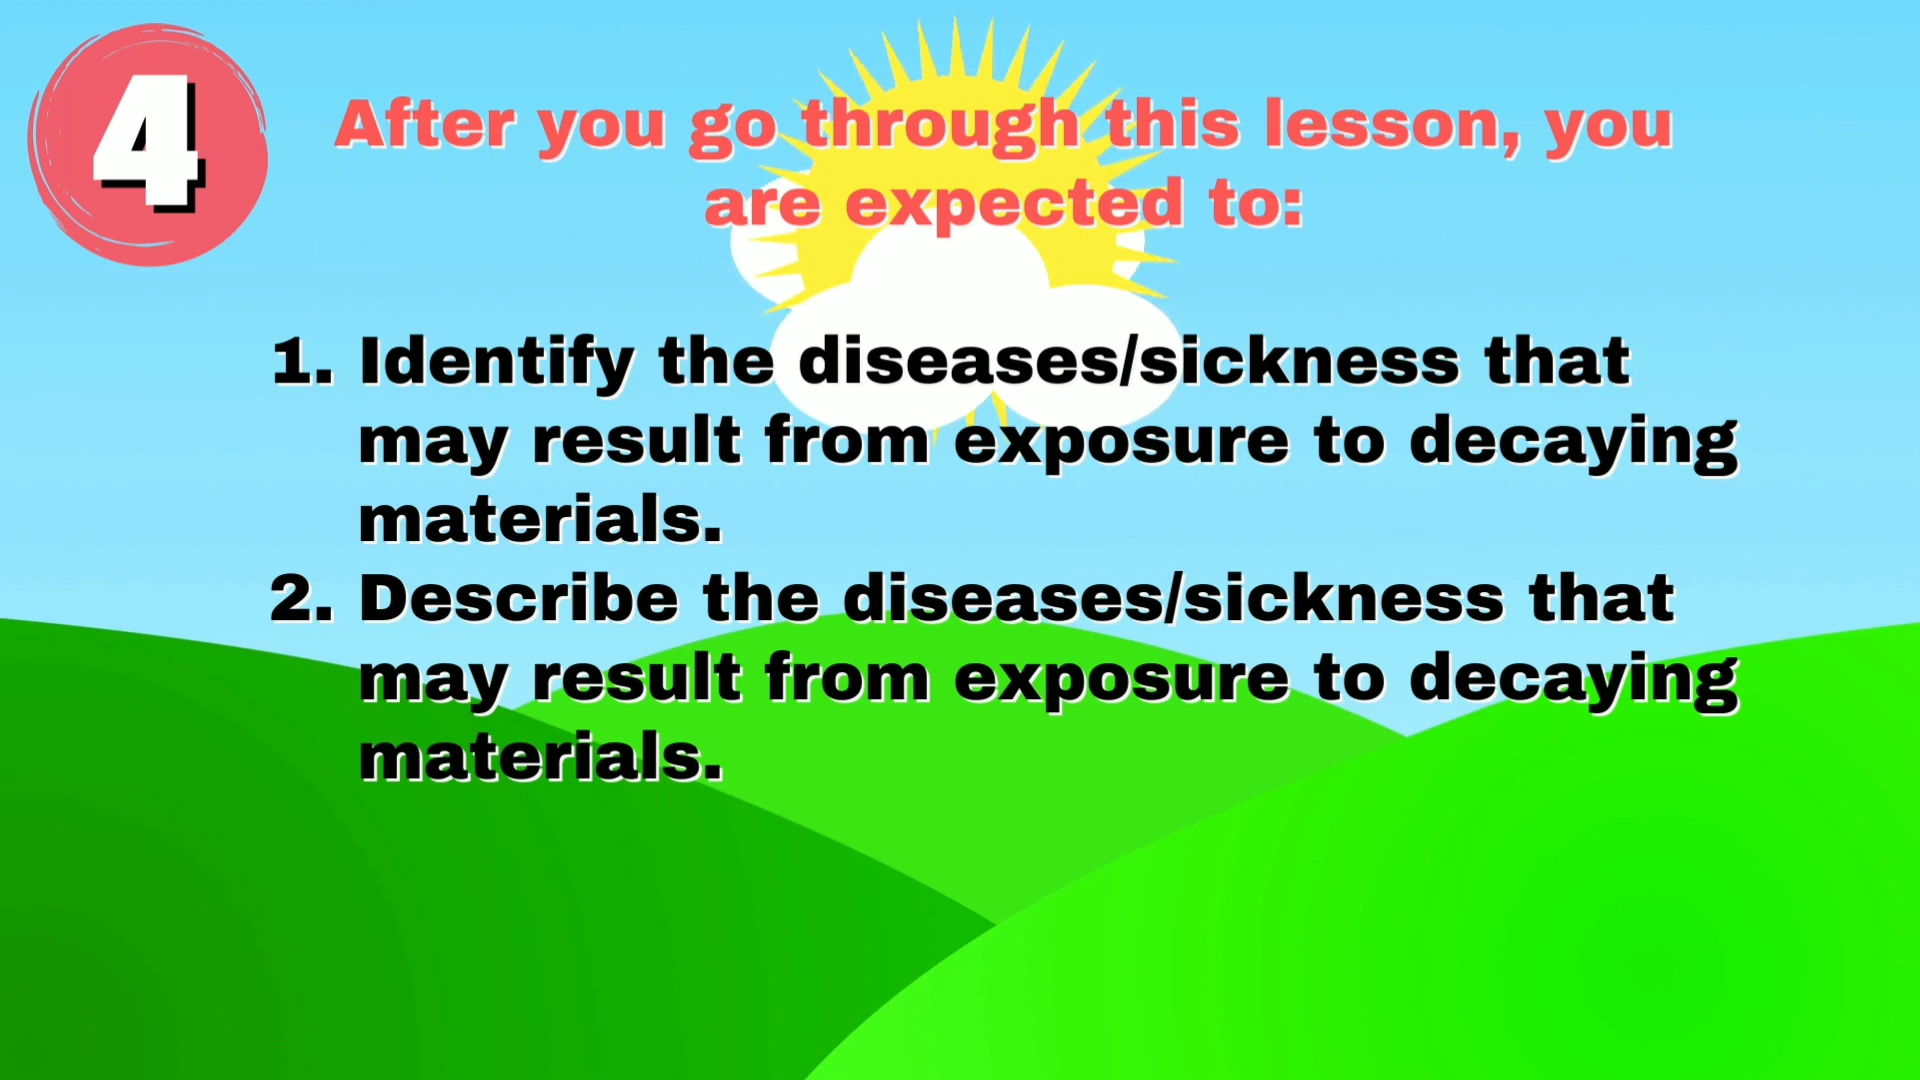 4
After you go through this lesson, you
are expected to:
1. Identify the diseases/sickness that
may result from exposure to decaying
materials.
2. Describe the diseases/sickness that
may result from exposure to decaying
materials.